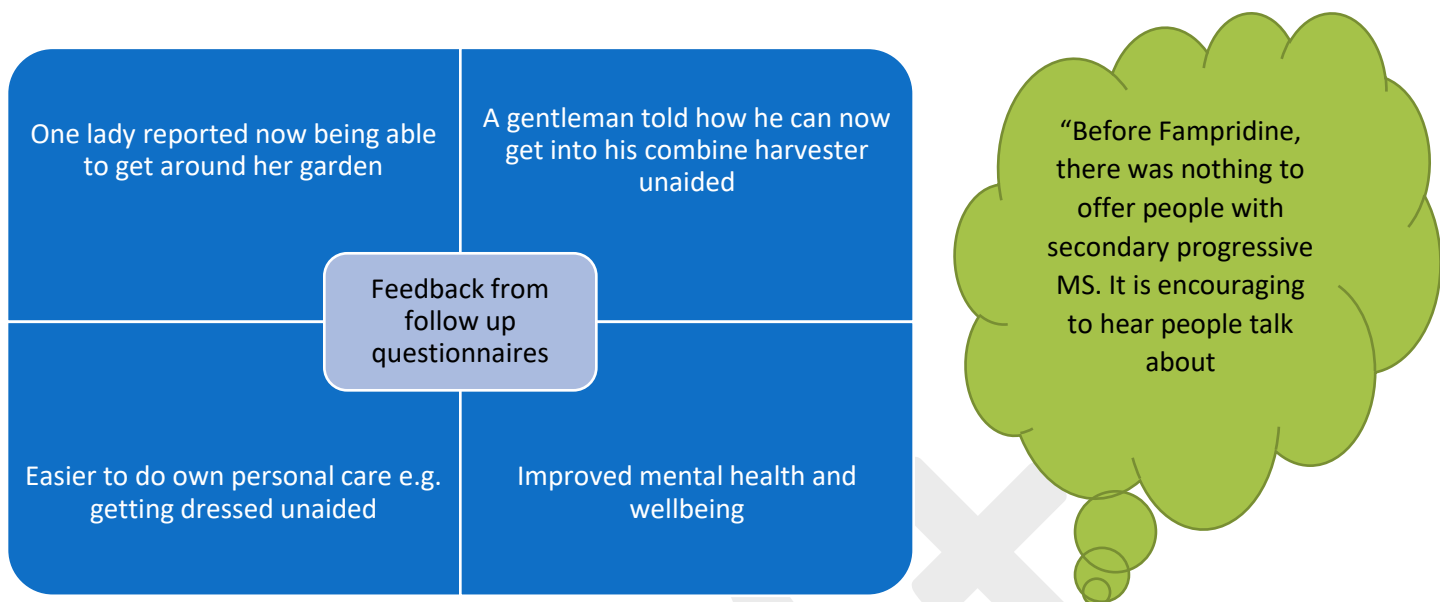 One lady reported now being able
to get around her garden
A gentleman told how he can now
get into his combine harvester
unaided
Feedback from
follow up
questionnaires
Easier to do own personal care e.g.
getting dressed unaided
Improved mental health and
wellbeing
“Before Fampridine,
there was nothing to
offer people with
secondary progressive
MS. It is encouraging
to hear people talk
about